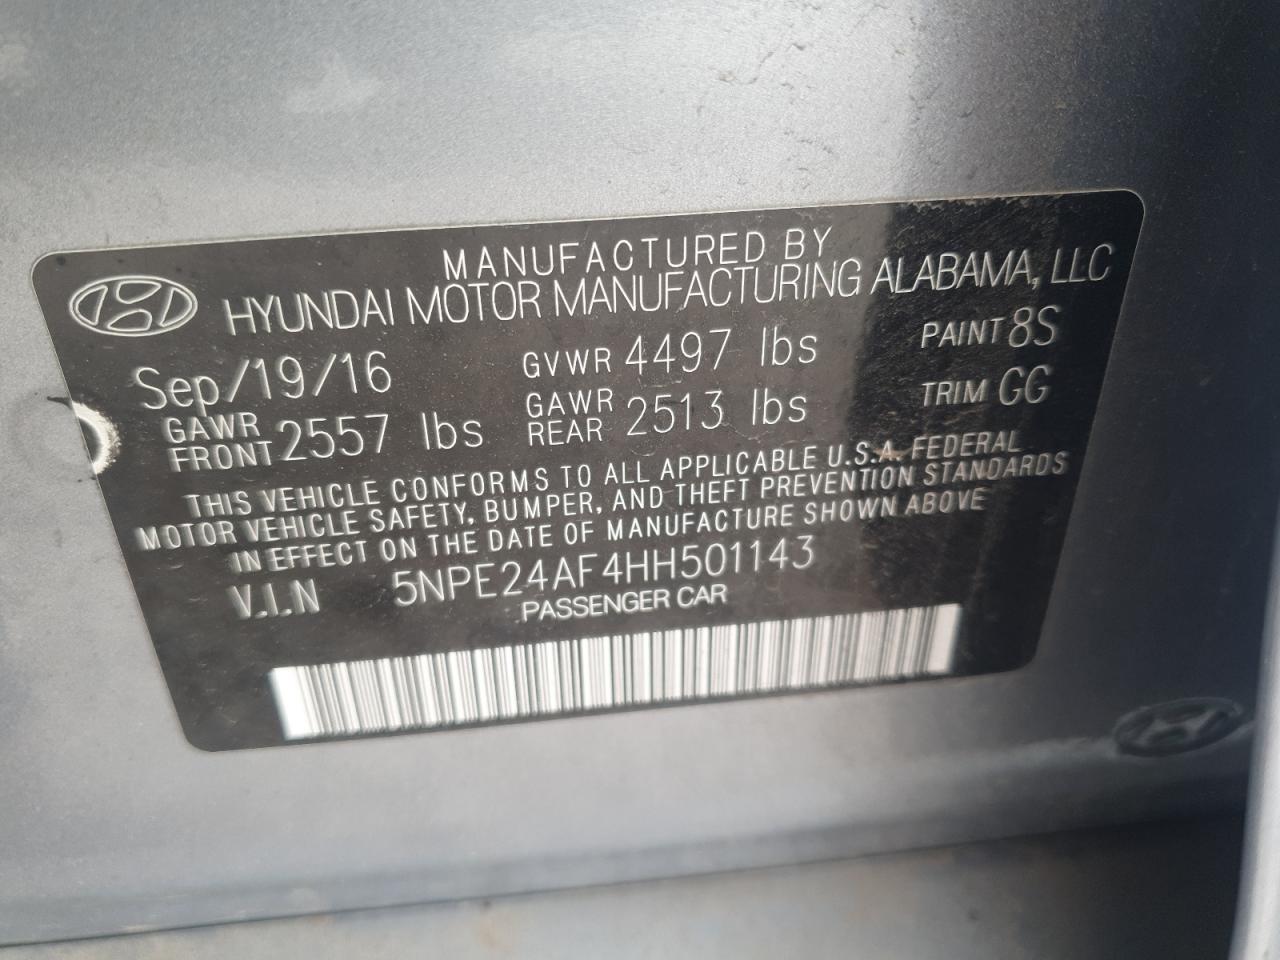 MANUFACTURED BY
HYUNDAI MOTOR MANUFACTURING ALABAMA, LLC
Sep/19/16 GVWR 4497 lbs PAINT 8S
GAWR FRONT 2557 lbs GAWR REAR 2513 lbs TRIM GG
THIS VEHICLE CONFORMS TO ALL APPLICABLE U.S.A. FEDERAL
MOTOR VEHICLE SAFETY, BUMPER, AND THEFT PREVENTION STANDARDS
IN EFFECT ON THE DATE OF MANUFACTURE SHOWN ABOVE
V.I.N 5NPE24AF4HH501143
PASSENGER CAR